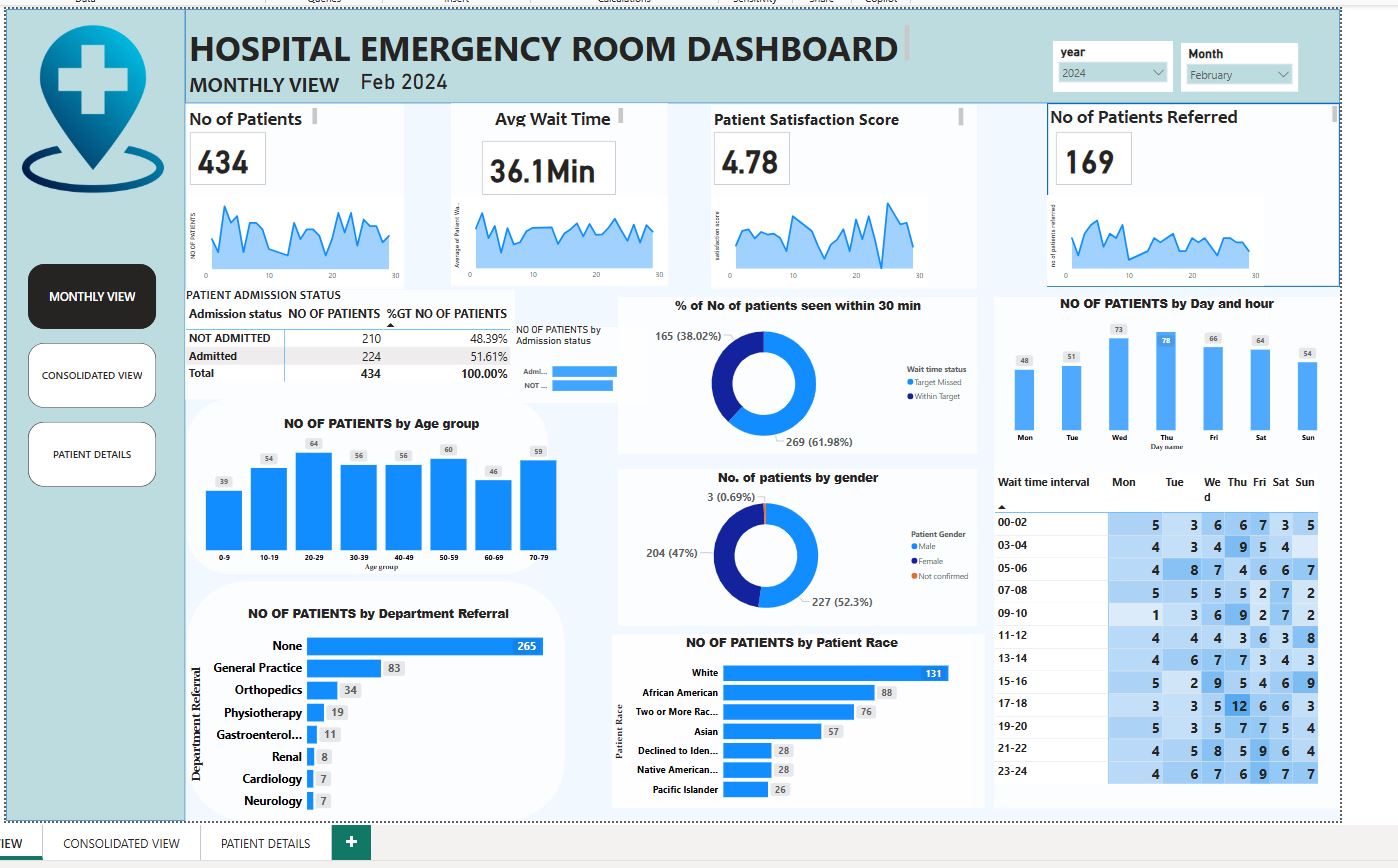 Data Queries Insert Calculations Sensitivity Share Copilot
HOSPITAL EMERGENCY ROOM DASHBOARD
MONTHLY VIEW Feb 2024
year
2024
Month
February
No of Patients
434
NO OF PATIENTS
0 10 20 30
Avg Wait Time
36.1Min
Average of Patient Wa...
0 10 20 30
Patient Satisfaction Score
4.78
satisfaction score
0 10 20 30
No of Patients Referred
169
no of patients referred
0 10 20 30
MONTHLY VIEW
CONSOLIDATED VIEW
PATIENT DETAILS
PATIENT ADMISSION STATUS
Admission status NO OF PATIENTS %GT NO OF PATIENTS
NOT ADMITTED 210 48.39%
Admitted 224 51.61%
Total 434 100.00%
NO OF PATIENTS by
Admission status
Admi...
NOT ...
% of No of patients seen within 30 min
165 (38.02%)
269 (61.98%)
Wait time status
Target Missed
Within Target
NO OF PATIENTS by Day and hour
48 51 73 78 66 64 54
Mon Tue Wed Thu Fri Sat Sun
Day name
NO OF PATIENTS by Age group
39 54 64 56 56 60 46 59
0-9 10-19 20-29 30-39 40-49 50-59 60-69 70-79
Age group
No. of patients by gender
3 (0.69%)
204 (47%)
227 (52.3%)
Patient Gender
Male
Female
Not confirmed
Wait time interval Mon Tue We Thu Fri Sat Sun
d
00-02 5 3 6 6 7 3 5
03-04 4 3 4 9 5 4
05-06 4 8 7 4 6 6 7
07-08 5 5 5 5 2 7 2
09-10 1 3 6 9 2 7 2
11-12 4 4 4 3 6 3 8
13-14 4 6 7 7 3 4 3
15-16 5 2 9 5 4 6 9
17-18 3 3 5 12 6 6 3
19-20 5 3 5 7 7 5 4
21-22 4 5 8 5 9 6 4
23-24 4 6 7 6 9 7 7
NO OF PATIENTS by Department Referral
Department Referral
None 265
General Practice 83
Orthopedics 34
Physiotherapy 19
Gastroenterol... 11
Renal 8
Cardiology 7
Neurology 7
NO OF PATIENTS by Patient Race
Patient Race
White 131
African American 88
Two or More Rac... 76
Asian 57
Declined to Iden... 28
Native American... 28
Pacific Islander 26
IEW CONSOLIDATED VIEW PATIENT DETAILS +